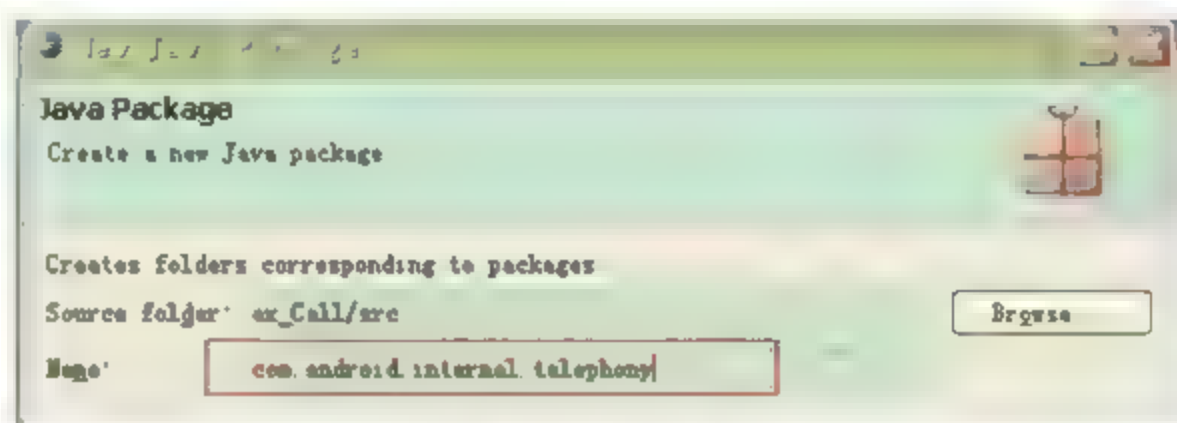 Java Package
Create a new Java package
Creates folders corresponding to packages
Source folder: ex_Call/src Browse
Name: com.android.internal.telephony